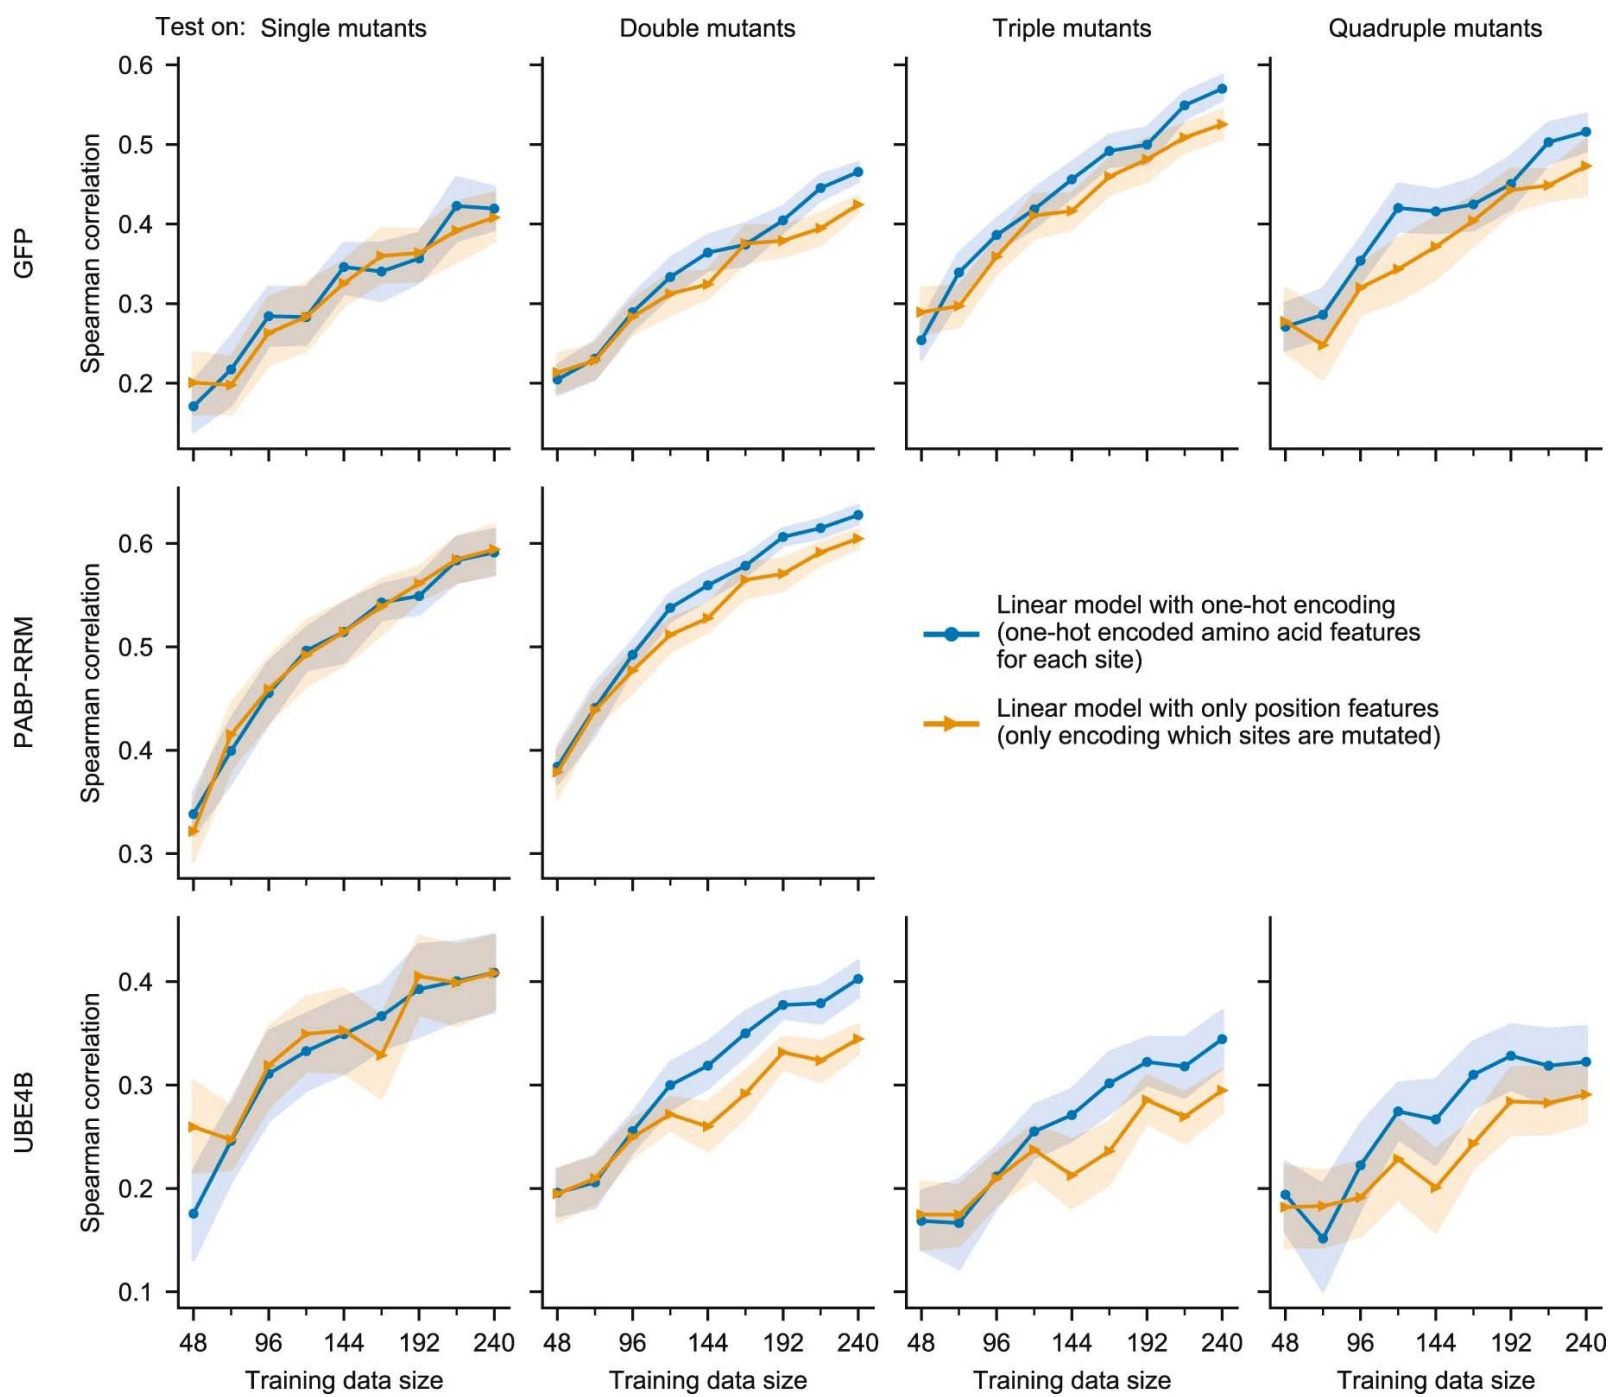 Test on: Single mutants
Double mutants
Triple mutants
Quadruple mutants
GFP
Spearman correlation
0.6
0.5
0.4
0.3
0.2
PABP-RRM
Spearman correlation
0.6
0.5
0.4
0.3
Linear model with one-hot encoding
(one-hot encoded amino acid features
for each site)
Linear model with only position features
(only encoding which sites are mutated)
UBE4B
Spearman correlation
0.4
0.3
0.2
0.1
48 96 144 192 240
48 96 144 192 240
48 96 144 192 240
48 96 144 192 240
Training data size
Training data size
Training data size
Training data size